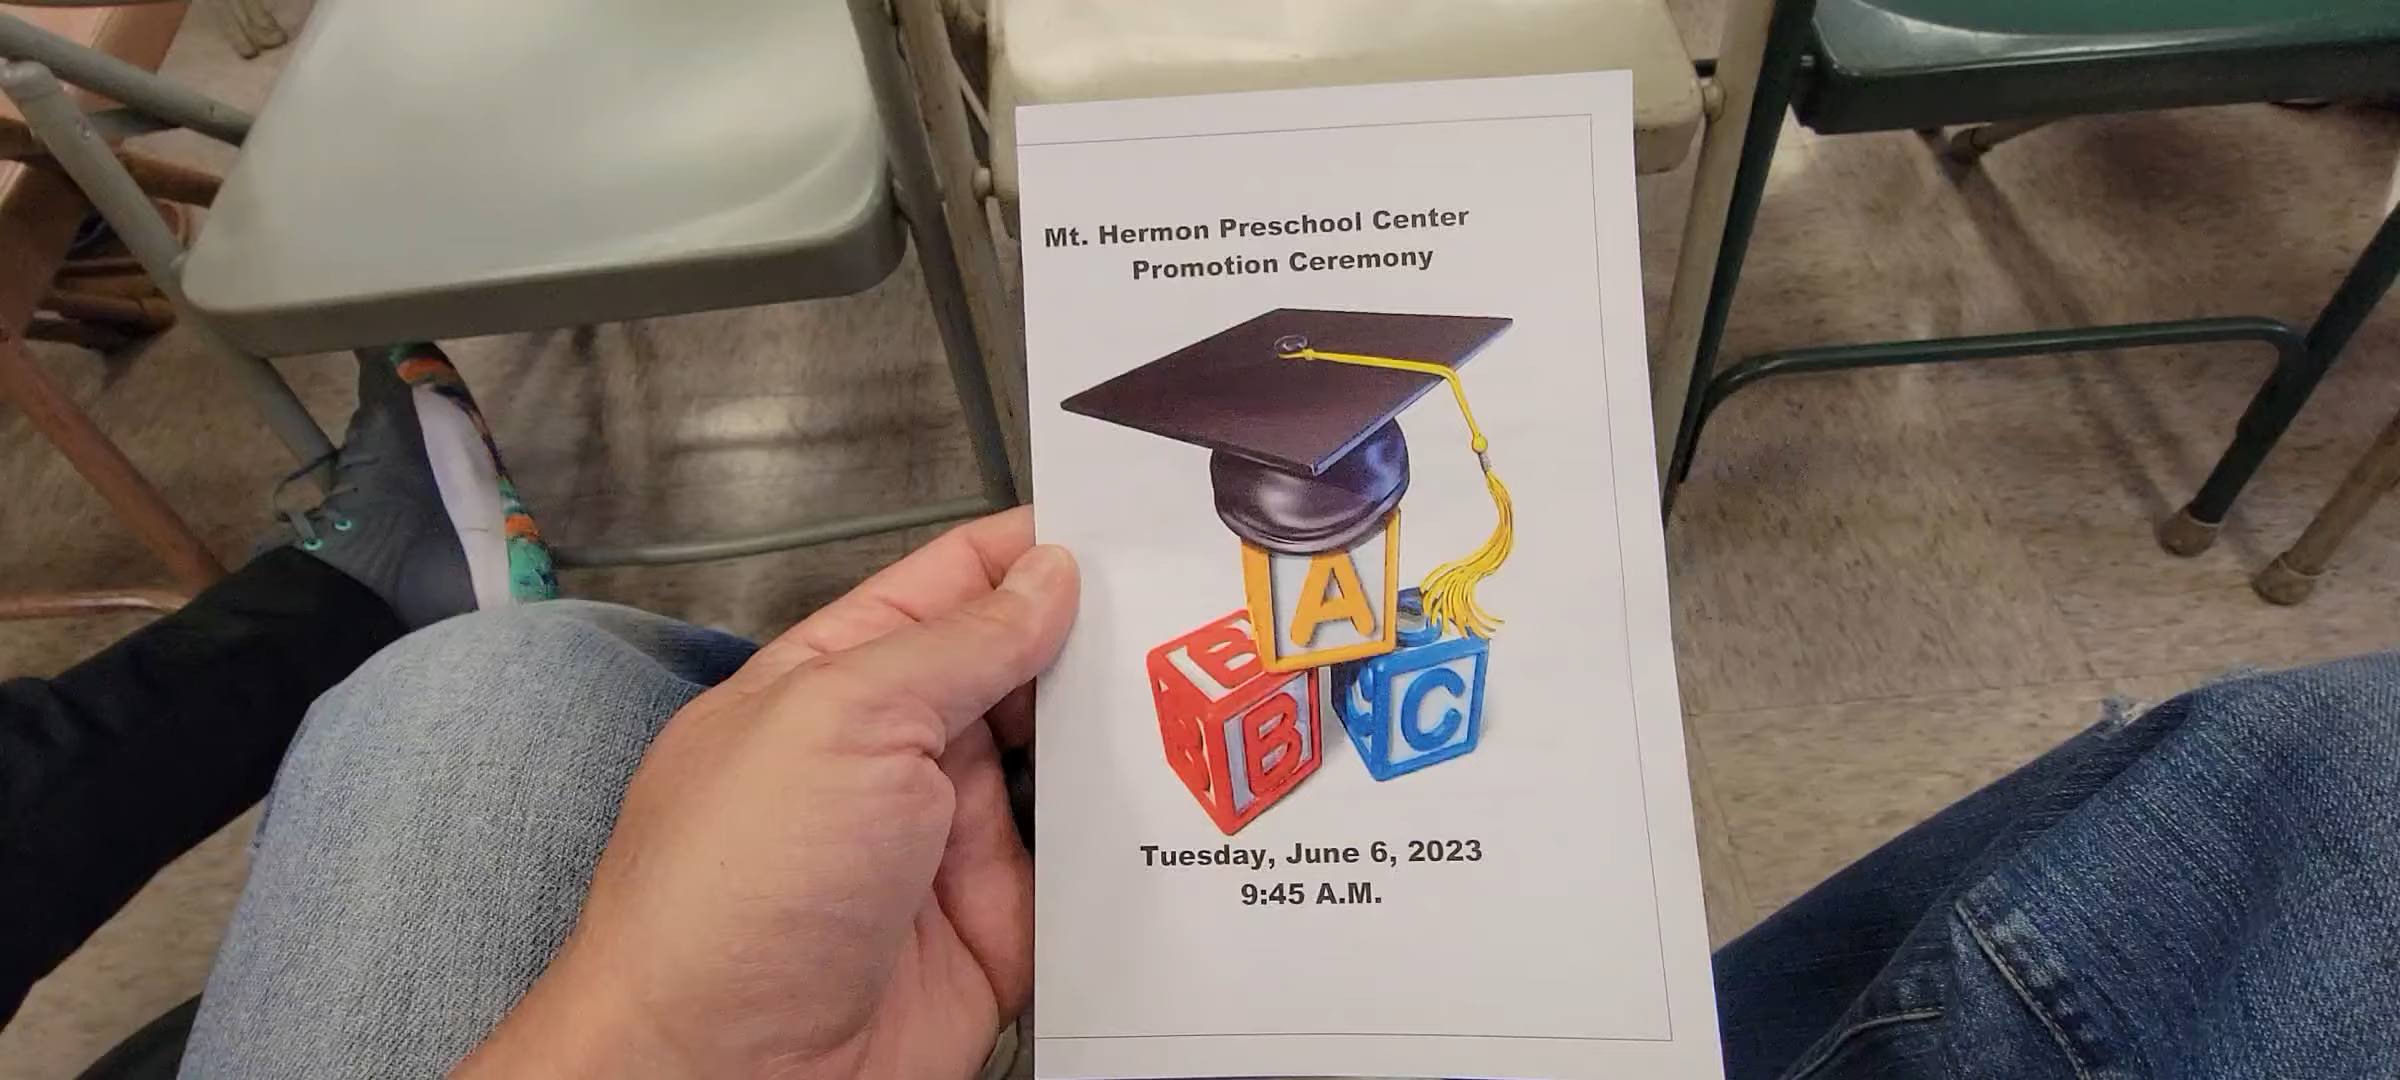 Mt. Hermon Preschool Center
Promotion Ceremony
A
B B
B C
Tuesday, June 6, 2023
9:45 A.M.